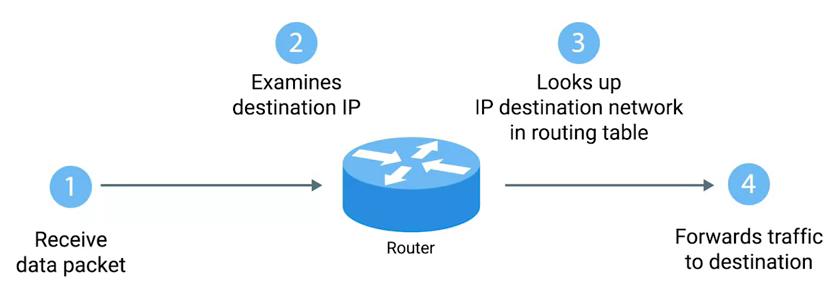 1
Receive
data packet
2
Examines
destination IP
Router
3
Looks up
IP destination network
in routing table
4
Forwards traffic
to destination